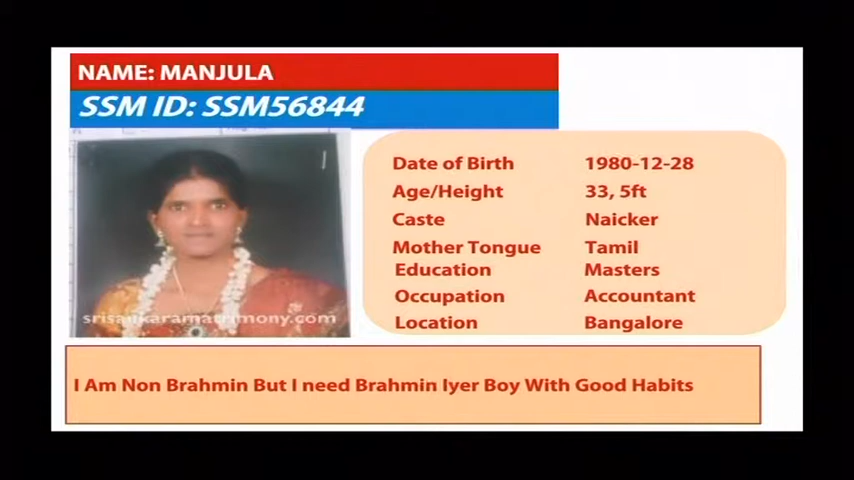 NAME: MANJULA
SSM ID: SSM56844
Date of Birth 1980-12-28
Age/Height 33, 5ft
Caste Naicker
Mother Tongue Tamil
Education Masters
Occupation Accountant
Location Bangalore
srisankaramatrimony.com
I Am Non Brahmin But I need Brahmin Iyer Boy With Good Habits